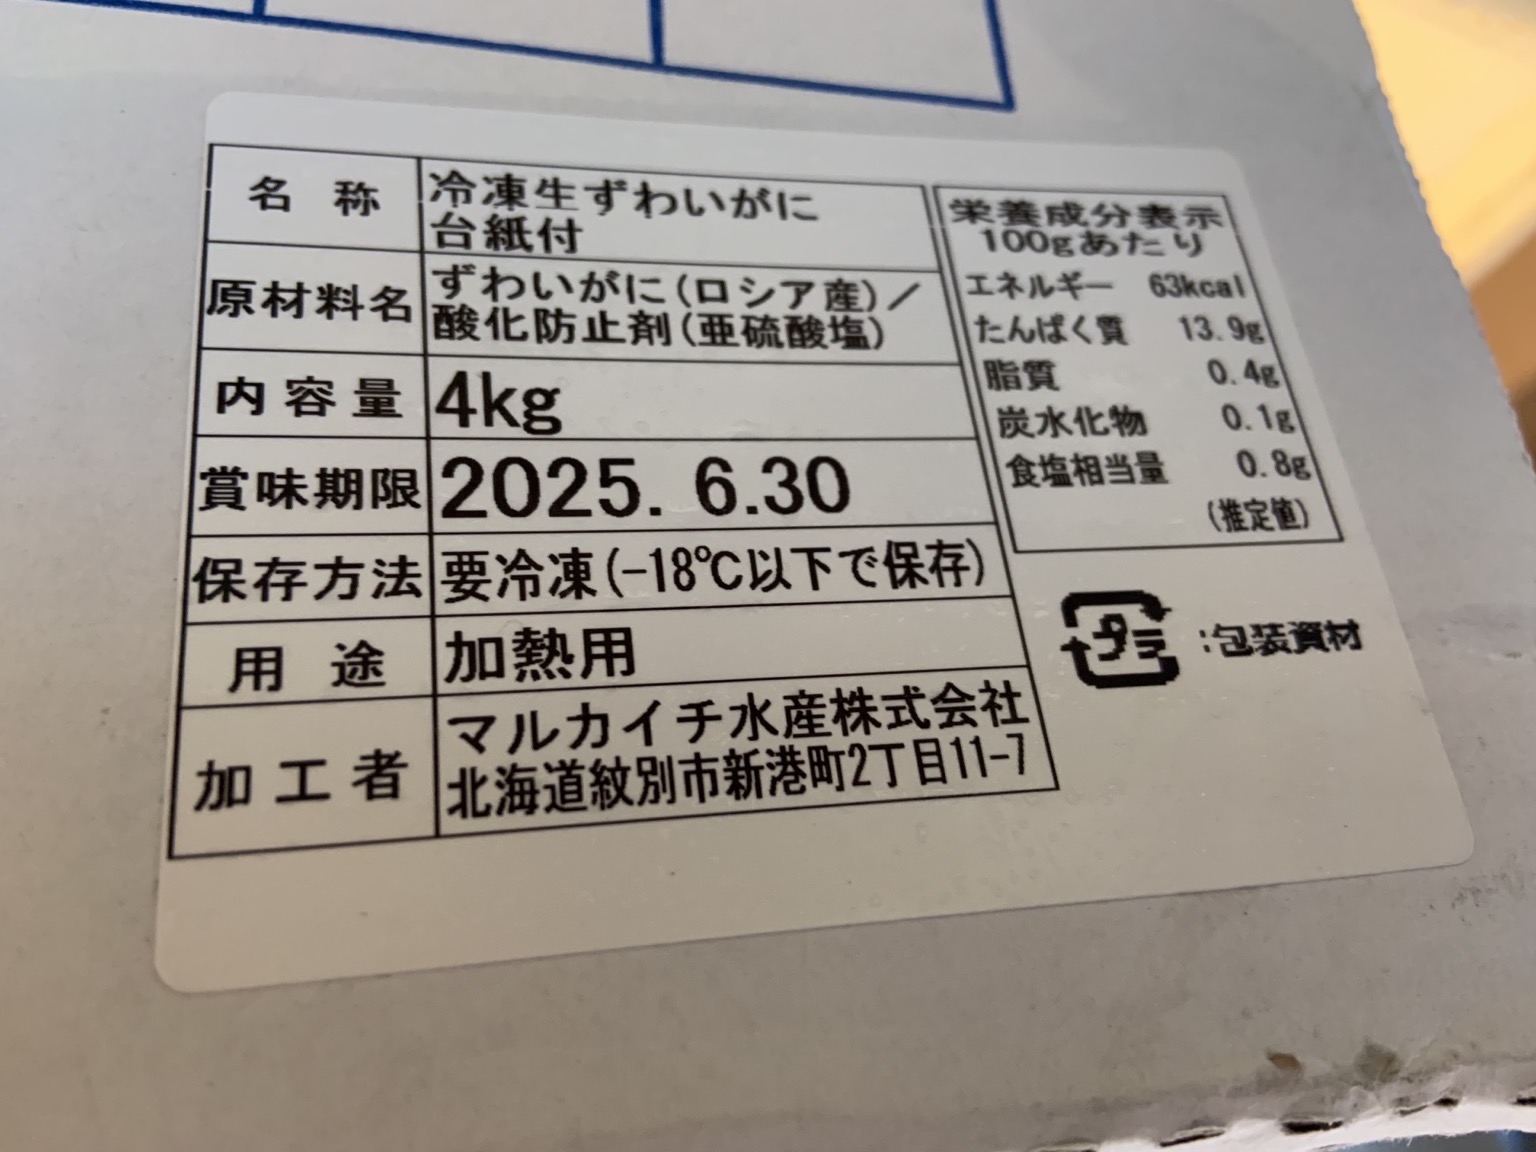 名称 冷凍生ずわいがに
台紙付
原材料名 ずわいがに(ロシア産)／
酸化防止剤(亜硫酸塩)
内容量 4kg
賞味期限 2025. 6.30
保存方法 要冷凍(-18℃以下で保存)
用途 加熱用
加工者 マルカイチ水産株式会社
北海道紋別市新港町2丁目11-7
栄養成分表示
100gあたり
エネルギー 63kcal
たんぱく質 13.9g
脂質 0.4g
炭水化物 0.1g
食塩相当量 0.8g
(推定値)
プラ :包装資材